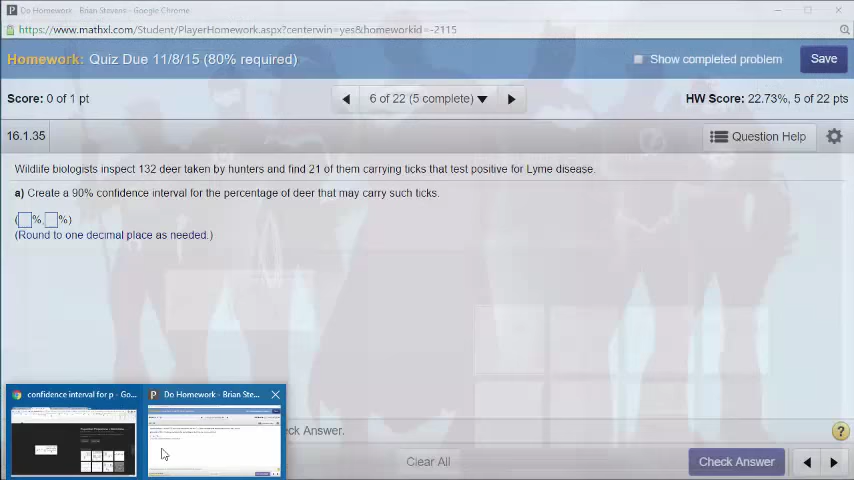 Do Homework - Brian Stevens - Google Chrome
https://www.mathxl.com/Student/PlayerHomework.aspx?centerwin=yes&homeworkid=-2115
Homework: Quiz Due 11/8/15 (80% required)
Show completed problem
Save
Score: 0 of 1 pt
6 of 22 (5 complete)
HW Score: 22.73%, 5 of 22 pts
16.1.35
Question Help
Wildlife biologists inspect 132 deer taken by hunters and find 21 of them carrying ticks that test positive for Lyme disease.
a) Create a 90% confidence interval for the percentage of deer that may carry such ticks.
( %, %)
(Round to one decimal place as needed.)
confidence interval for p - Go...
Do Homework - Brian Ste...
ck Answer.
Clear All
Check Answer
?